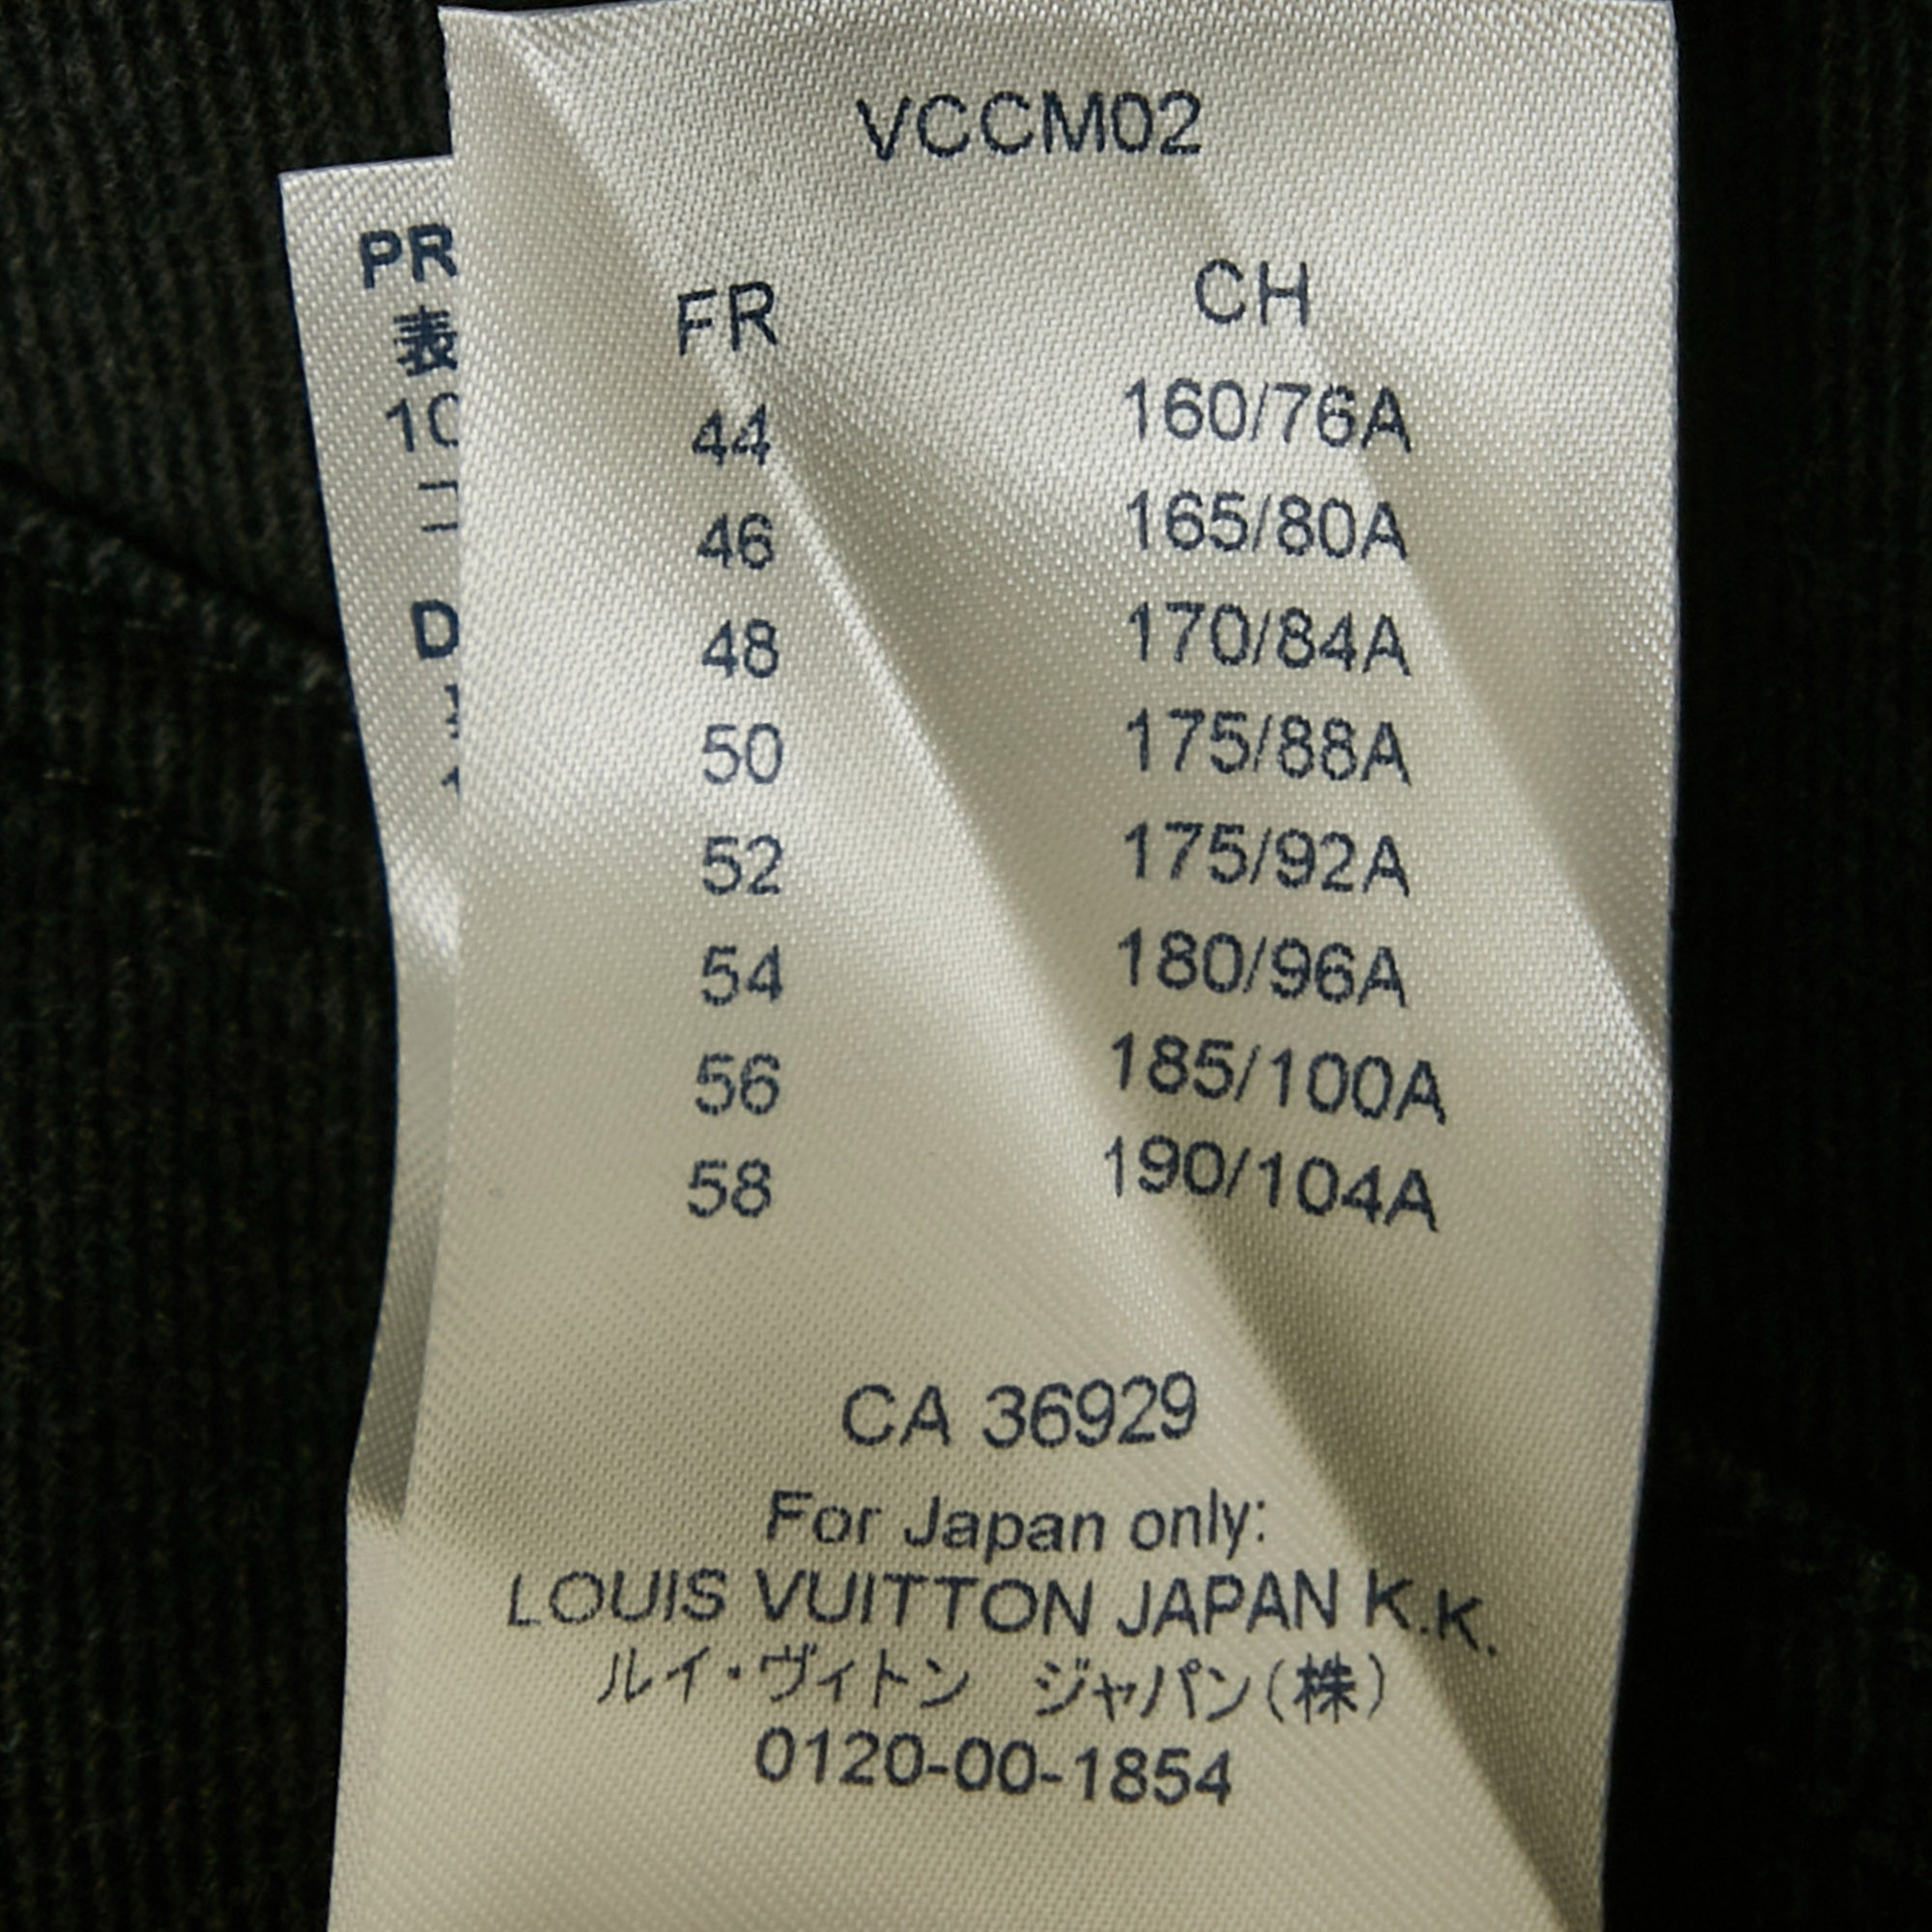 VCCM02
FR CH
44 160/76A
46 165/80A
48 170/84A
50 175/88A
52 175/92A
54 180/96A
56 185/100A
58 190/104A
CA 36929
For Japan only:
LOUIS VUITTON JAPAN K.K.
ルイ・ヴィトン ジャパン(株)
0120-00-1854
PR
表
10
コ
D